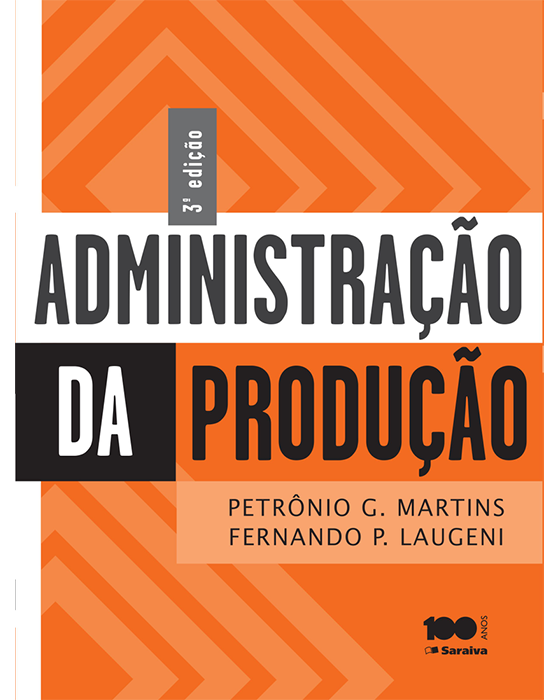 3ª edição
ADMINISTRAÇÃO
DA PRODUÇÃO
PETRÔNIO G. MARTINS
FERNANDO P. LAUGENI
100 ANOS
Saraiva